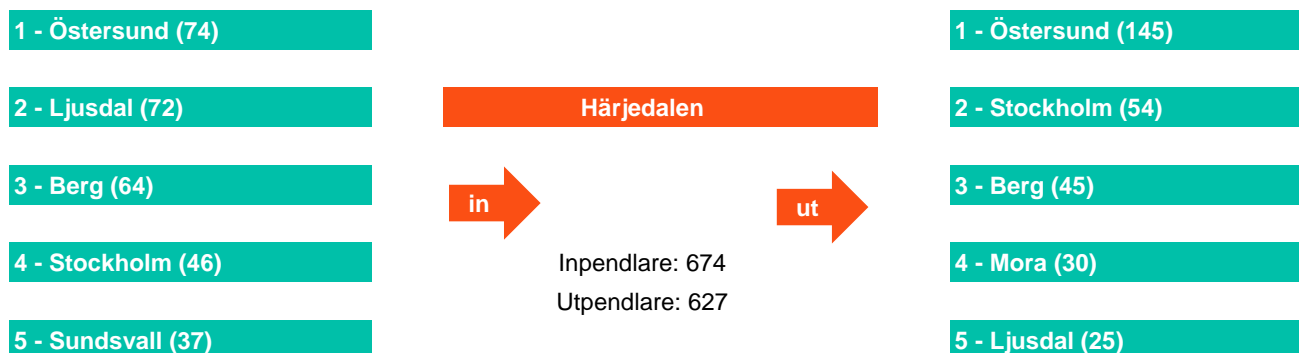 1 - Östersund (74)
2 - Ljusdal (72)
3 - Berg (64)
4 - Stockholm (46)
5 - Sundsvall (37)
Härjedalen
in
ut
Inpendlare: 674
Utpendlare: 627
1 - Östersund (145)
2 - Stockholm (54)
3 - Berg (45)
4 - Mora (30)
5 - Ljusdal (25)